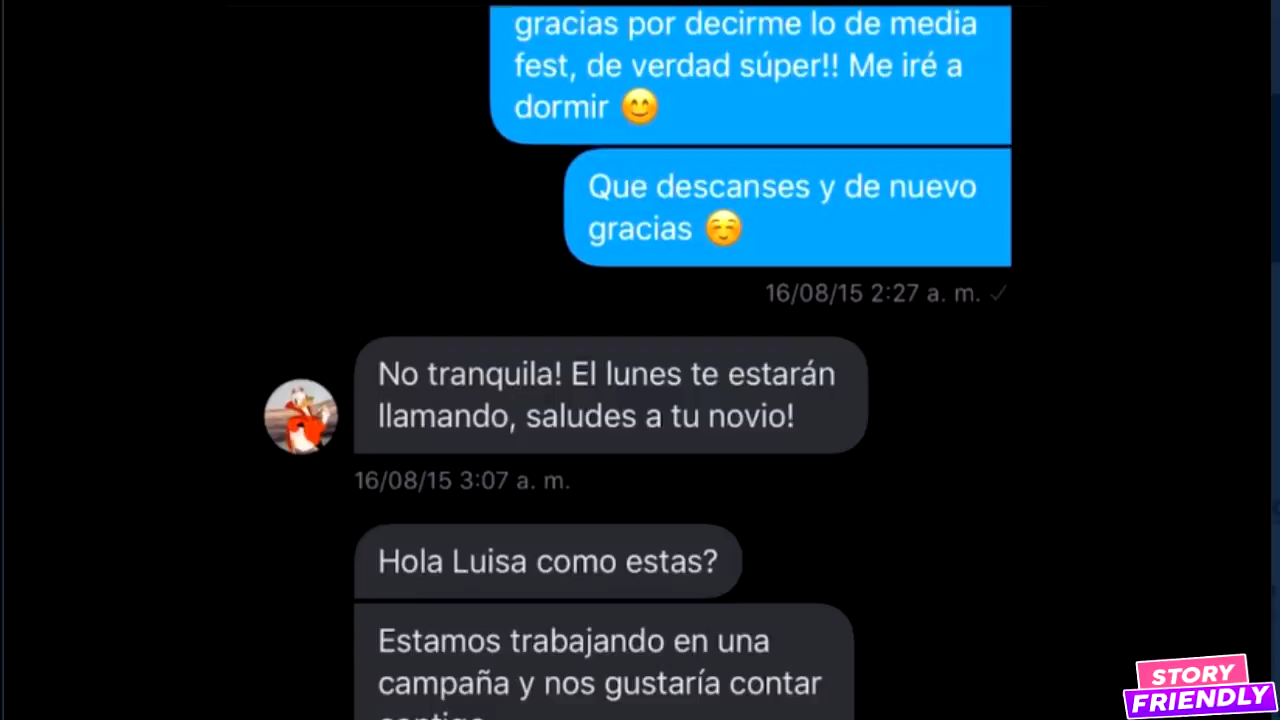 gracias por decirme lo de media
fest, de verdad súper!! Me iré a
dormir 😊
Que descanses y de nuevo
gracias ☺️
16/08/15 2:27 a. m. ✓
No tranquila! El lunes te estarán
llamando, saludes a tu novio!
16/08/15 3:07 a. m.
Hola Luisa como estas?
Estamos trabajando en una
campaña y nos gustaría contar
STORY
FRIENDLY